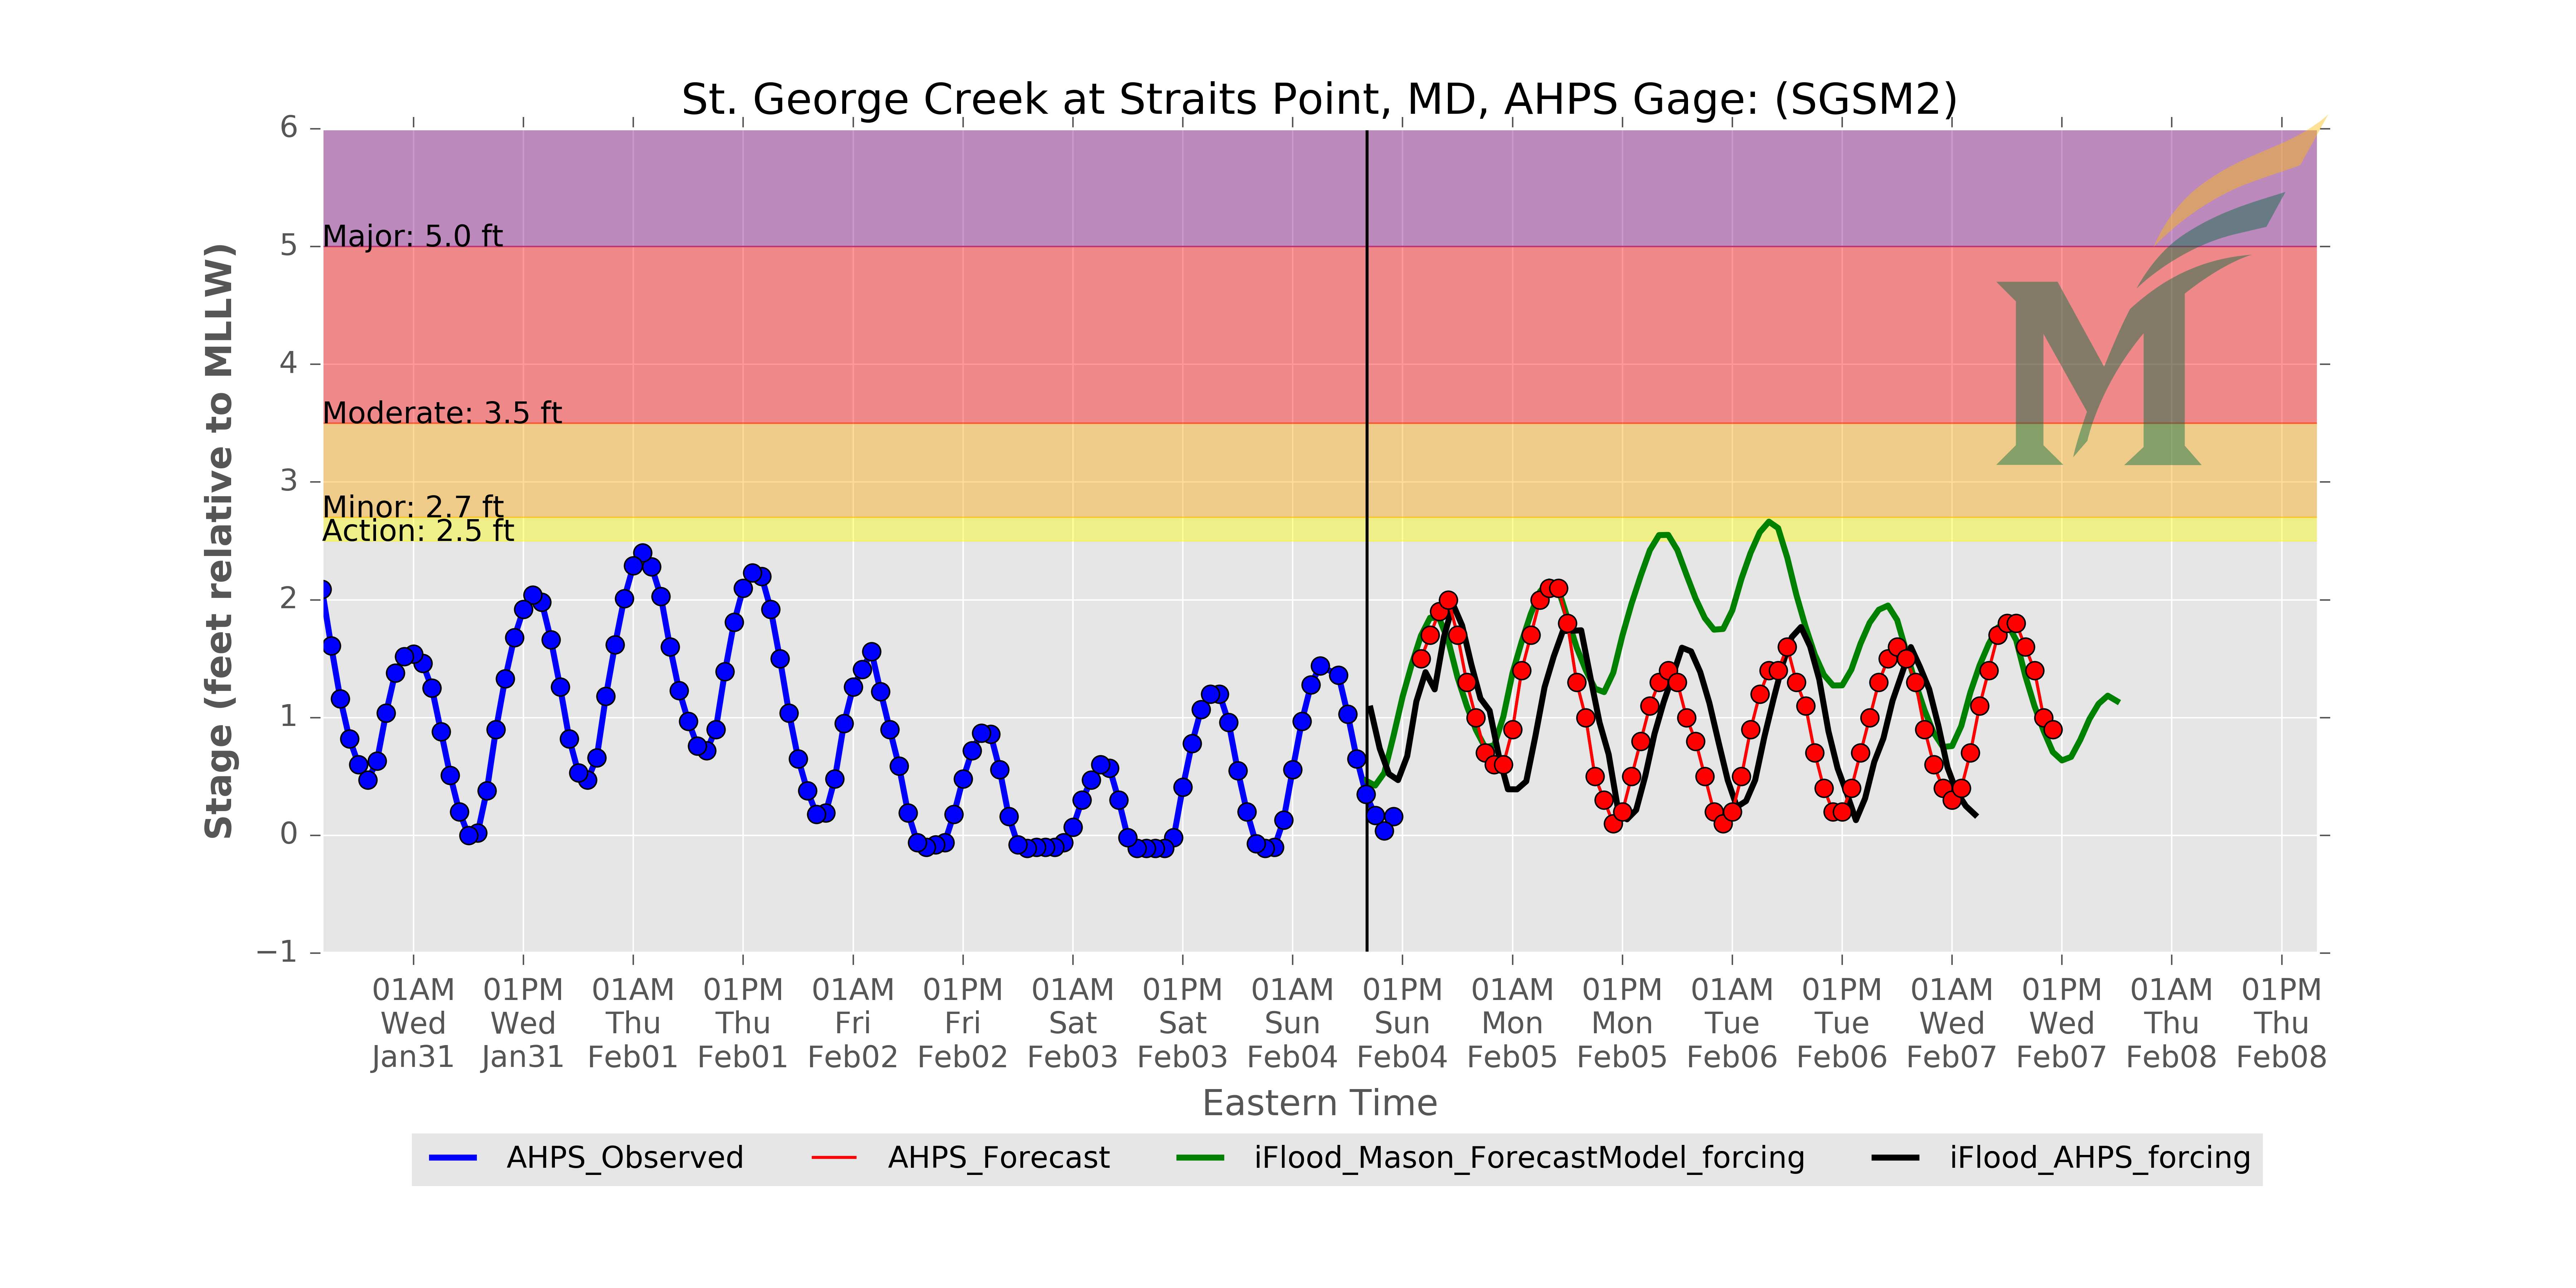 St. George Creek at Straits Point, MD, AHPS Gage: (SGSM2)
Stage (feet relative to MLLW)
6
5
4
3
2
1
0
−1
Major: 5.0 ft
Moderate: 3.5 ft
Minor: 2.7 ft
Action: 2.5 ft
M
01AM 01PM 01AM 01PM 01AM 01PM 01AM 01PM 01AM 01PM 01AM 01PM 01AM 01PM 01AM 01PM 01AM 01PM
Wed Wed Thu Thu Fri Fri Sat Sat Sun Sun Mon Mon Tue Tue Wed Wed Thu Thu
Jan31 Jan31 Feb01 Feb01 Feb02 Feb02 Feb03 Feb03 Feb04 Feb04 Feb05 Feb05 Feb06 Feb06 Feb07 Feb07 Feb08 Feb08
Eastern Time
AHPS_Observed AHPS_Forecast iFlood_Mason_ForecastModel_forcing iFlood_AHPS_forcing